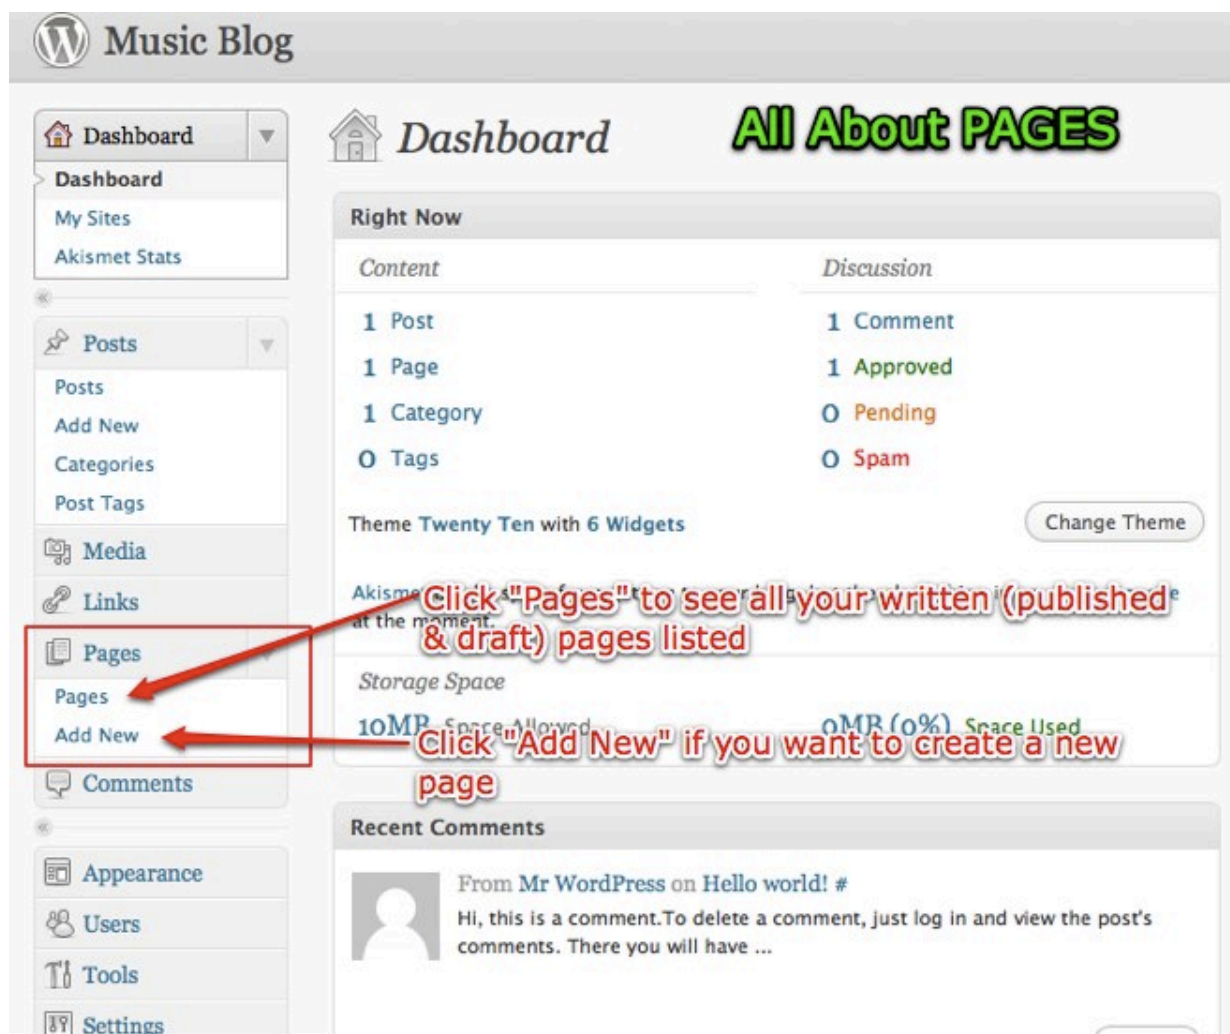 Music Blog
Dashboard
Dashboard
My Sites
Akismet Stats
Posts
Posts
Add New
Categories
Post Tags
Media
Links
Pages
Pages
Add New
Comments
Appearance
Users
Tools
Settings
Dashboard
All About PAGES
Right Now
Content
Discussion
1 Post
1 Comment
1 Page
1 Approved
1 Category
0 Pending
0 Tags
0 Spam
Theme Twenty Ten with 6 Widgets
Change Theme
at the moment.
Click "Pages" to see all your written (published
& draft) pages listed
Storage Space
10MB Space Allowed
0MB (0%) Space Used
Click "Add New" if you want to create a new
page
Recent Comments
From Mr WordPress on Hello world! #
Hi, this is a comment.To delete a comment, just log in and view the post's
comments. There you will have ...